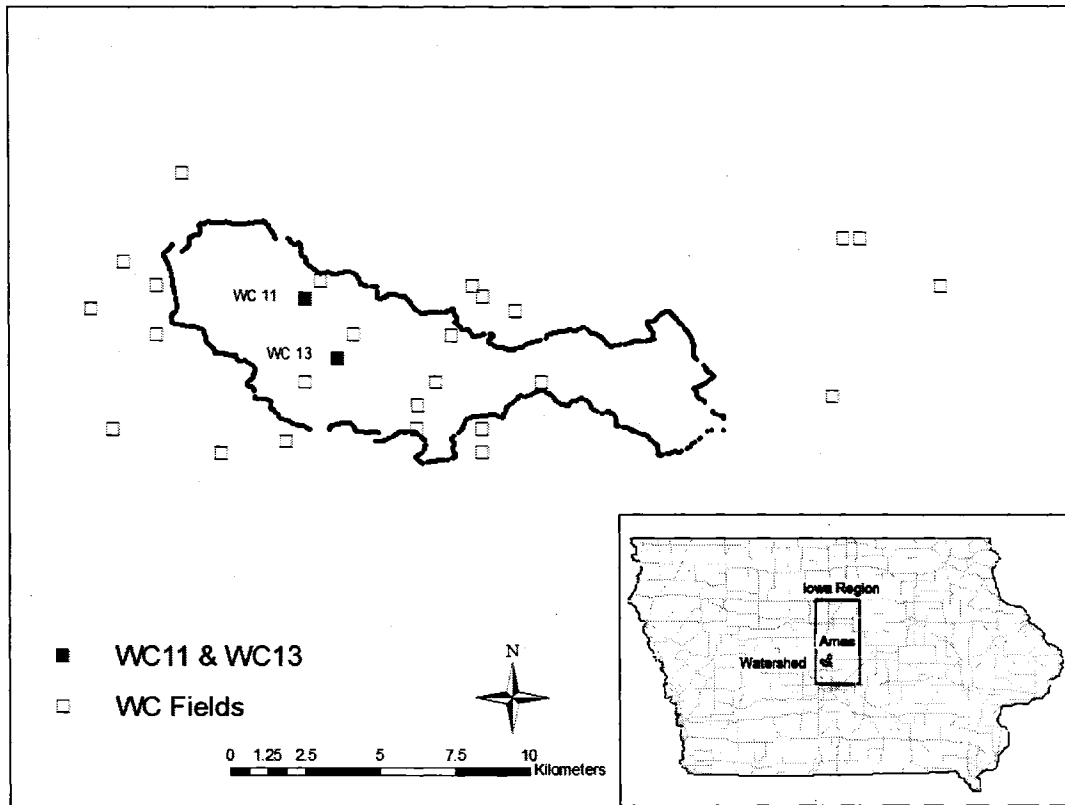 WC 11
WC 13
Iowa Region
Ames
Watershed
WC11 & WC13
WC Fields
N
0 1.25 2.5 5 7.5 10
Kilometers